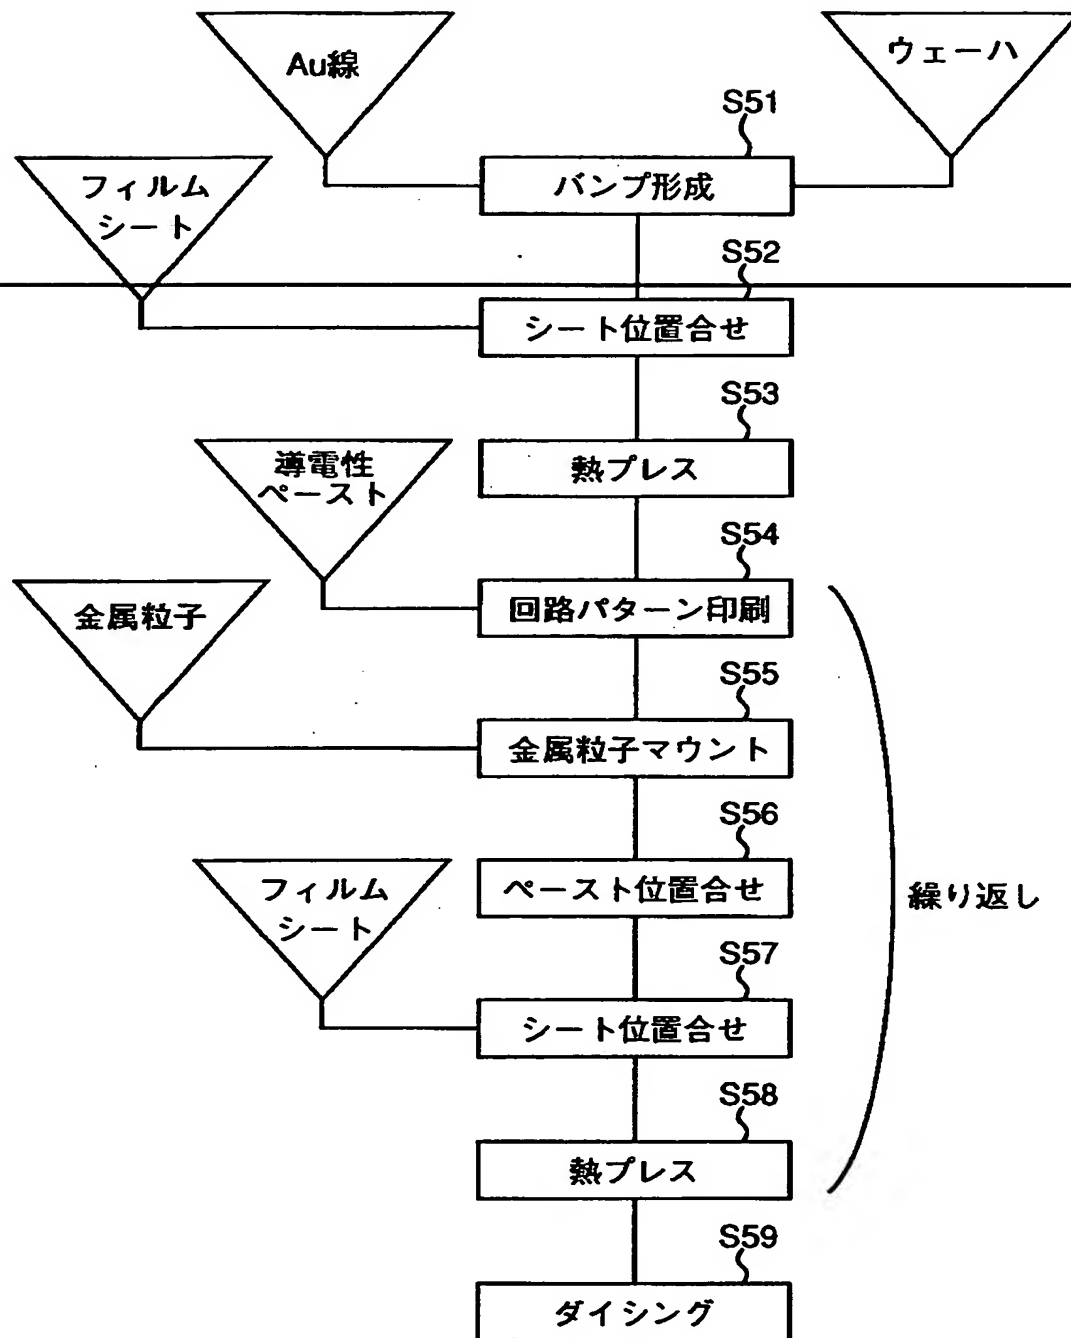 Au線
ウェーハ
S51
バンプ形成
フィルム
シート
S52
シート位置合せ
S53
熱プレス
導電性
ペースト
S54
回路パターン印刷
金属粒子
S55
金属粒子マウント
S56
ペースト位置合せ
フィルム
シート
繰り返し
S57
シート位置合せ
S58
熱プレス
S59
ダイシング